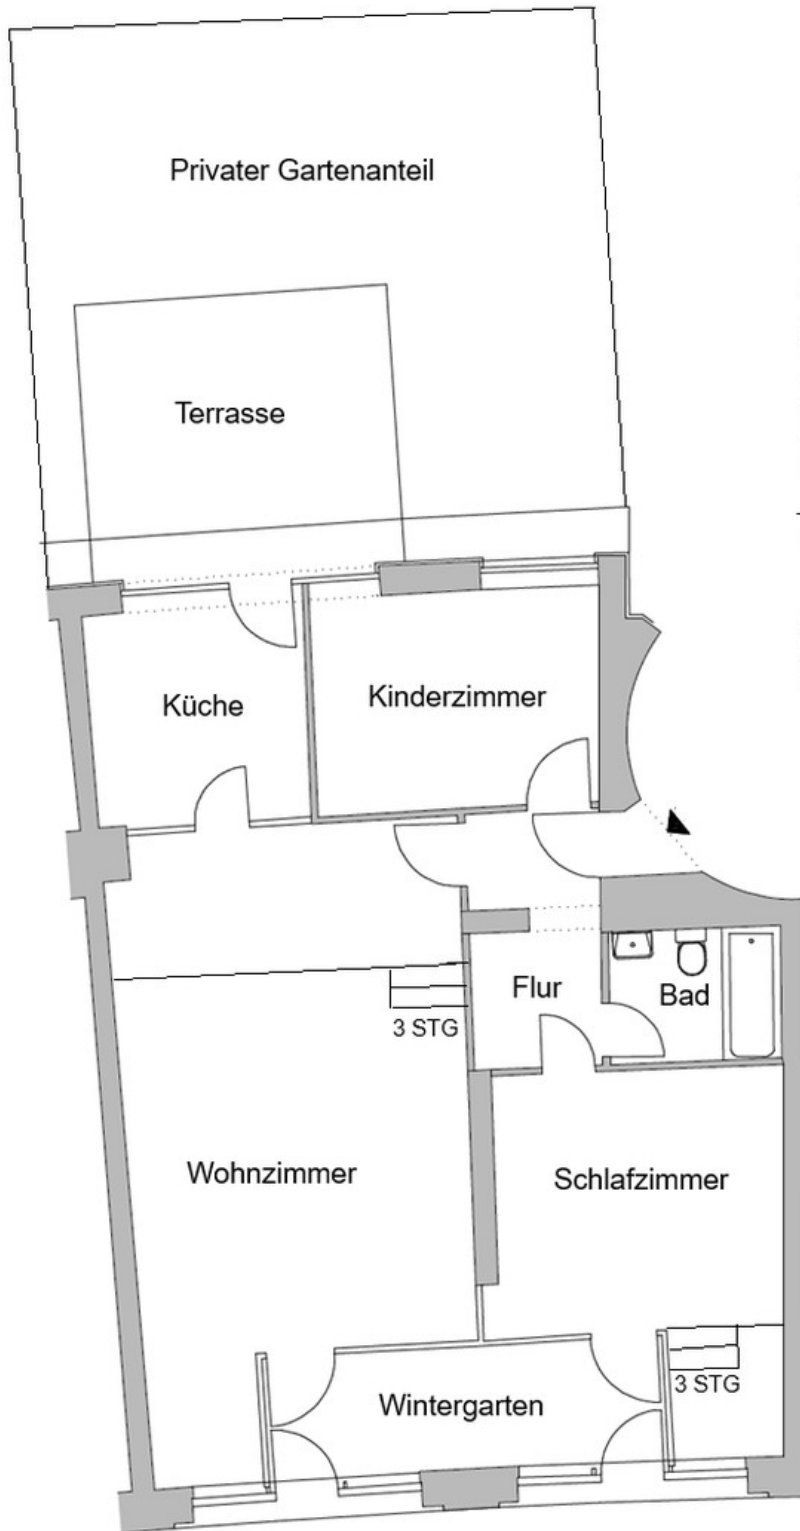 Privater Gartenanteil
Terrasse
Küche
Kinderzimmer
Flur
Bad
3 STG
Wohnzimmer
Schlafzimmer
3 STG
Wintergarten